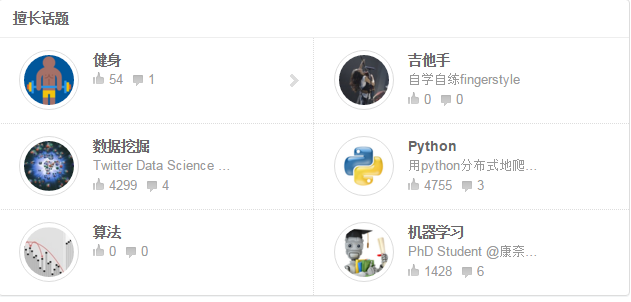 擅长话题
健身
54 1
吉他手
自学自练fingerstyle
0 0
数据挖掘
Twitter Data Science ...
4299 4
Python
用python分布式地爬...
4755 3
算法
0 0
机器学习
PhD Student @康奈...
1428 6